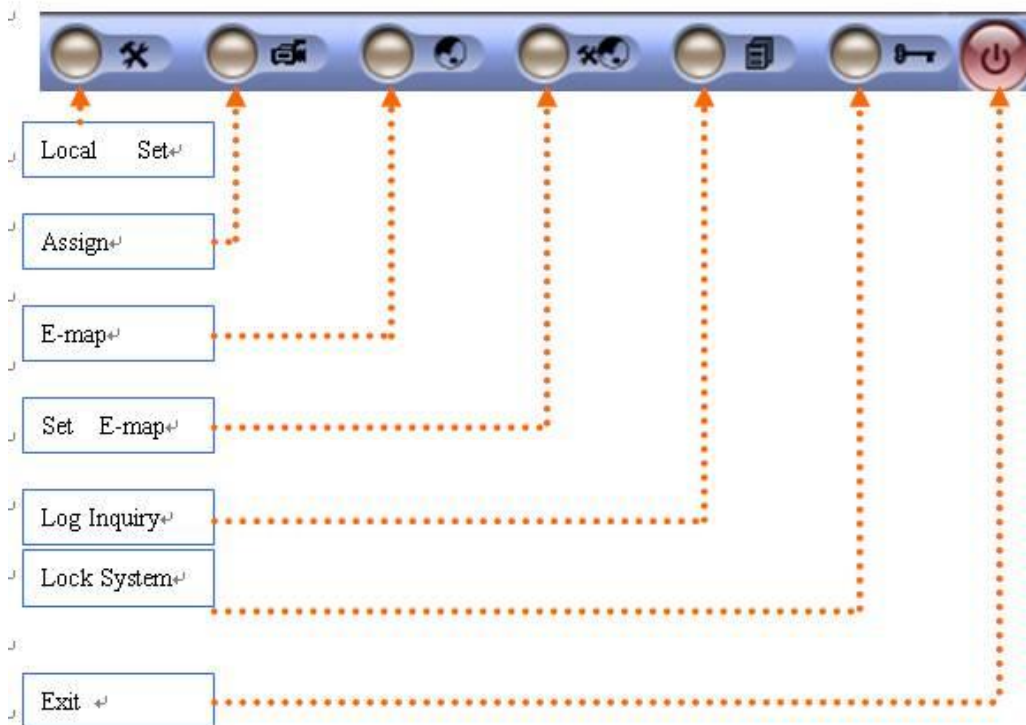 Local Set
Assign
E-map
Set E-map
Log Inquiry
Lock System
Exit